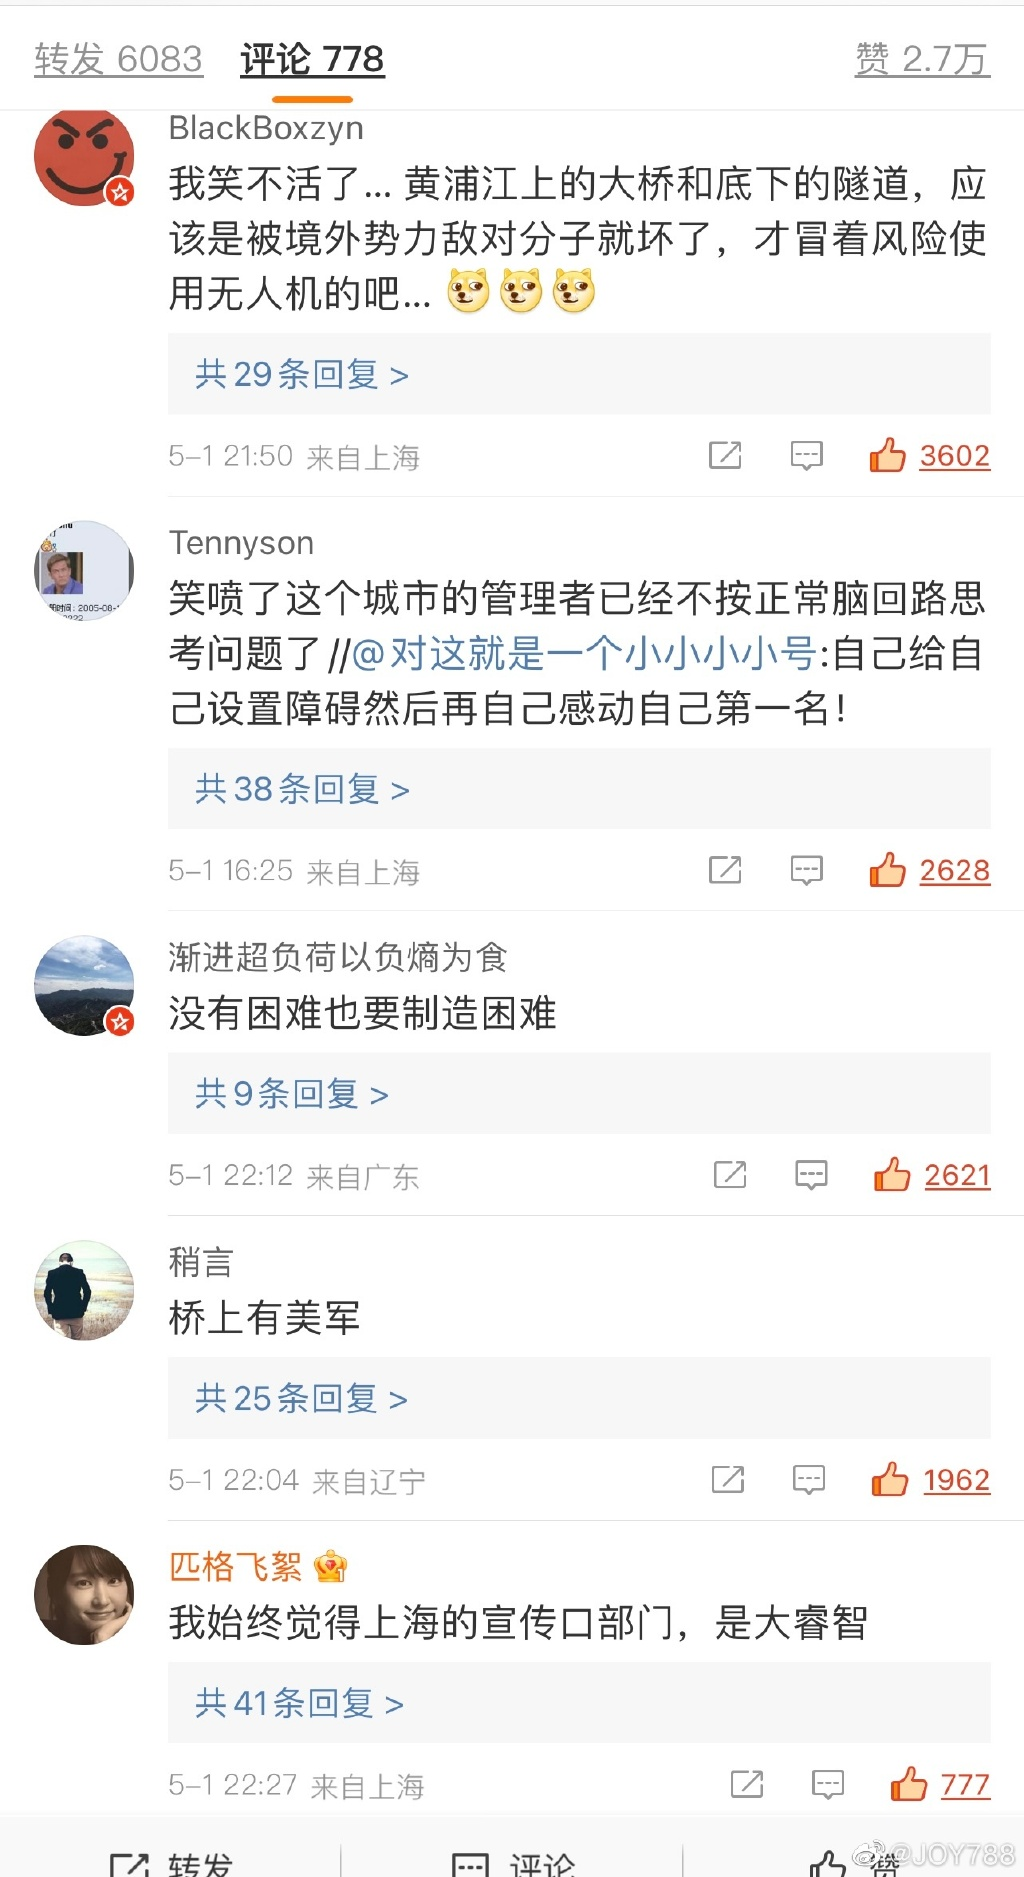 转发 6083 评论 778 赞 2.7万
BlackBoxzyn
我笑不活了... 黄浦江上的大桥和底下的隧道，应
该是被境外势力敌对分子就坏了，才冒着风险使
用无人机的吧...
共29条回复 >
5-1 21:50 来自上海 3602
Tennyson
笑喷了这个城市的管理者已经不按正常脑回路思
考问题了//@对这就是一个小小小小号:自己给自
己设置障碍然后再自己感动自己第一名！
共38条回复 >
5-1 16:25 来自上海 2628
渐进超负荷以负熵为食
没有困难也要制造困难
共9条回复 >
5-1 22:12 来自广东 2621
稍言
桥上有美军
共25条回复 >
5-1 22:04 来自辽宁 1962
匹格飞絮
我始终觉得上海的宣传口部门，是大睿智
共41条回复 >
5-1 22:27 来自上海 777
转发 评论 赞
@JOY788